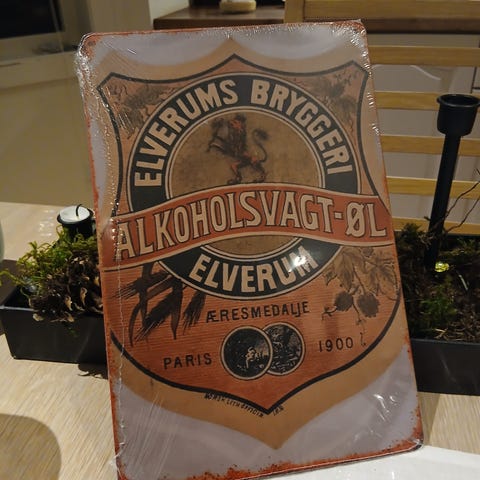 ELVERUMS BRYGGERI
ALKOHOLSVAGT-ØL
ELVERUM
ÆRESMEDALJE
PARIS 1900